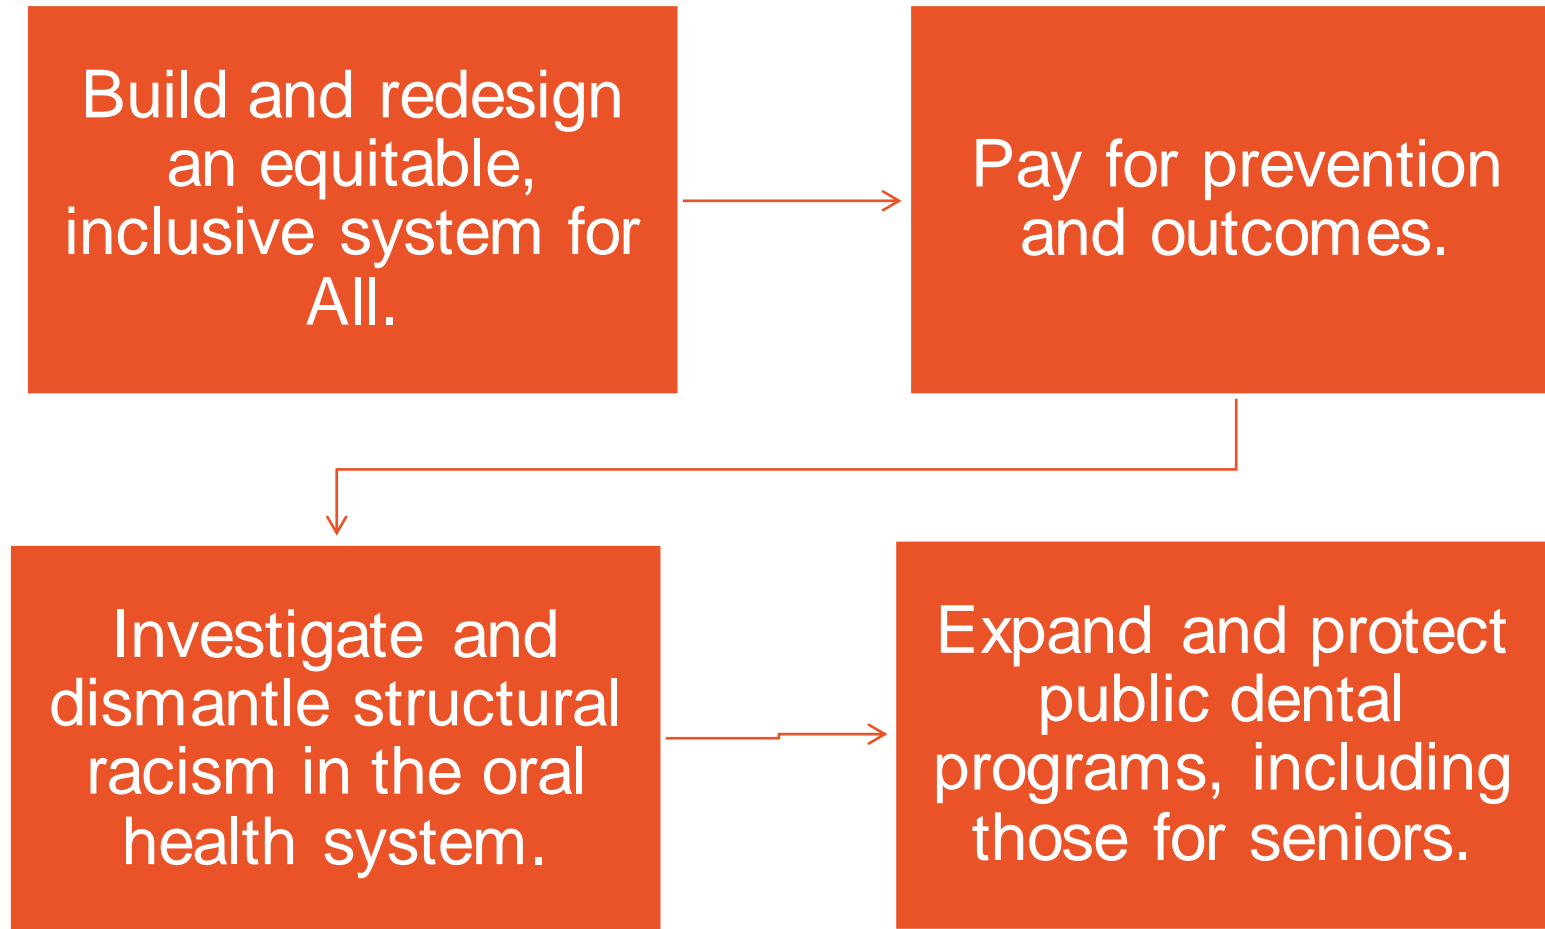 Build and redesign
an equitable,
inclusive system for
All.
Pay for prevention
and outcomes.
Investigate and
dismantle structural
racism in the oral
health system.
Expand and protect
public dental
programs, including
those for seniors.